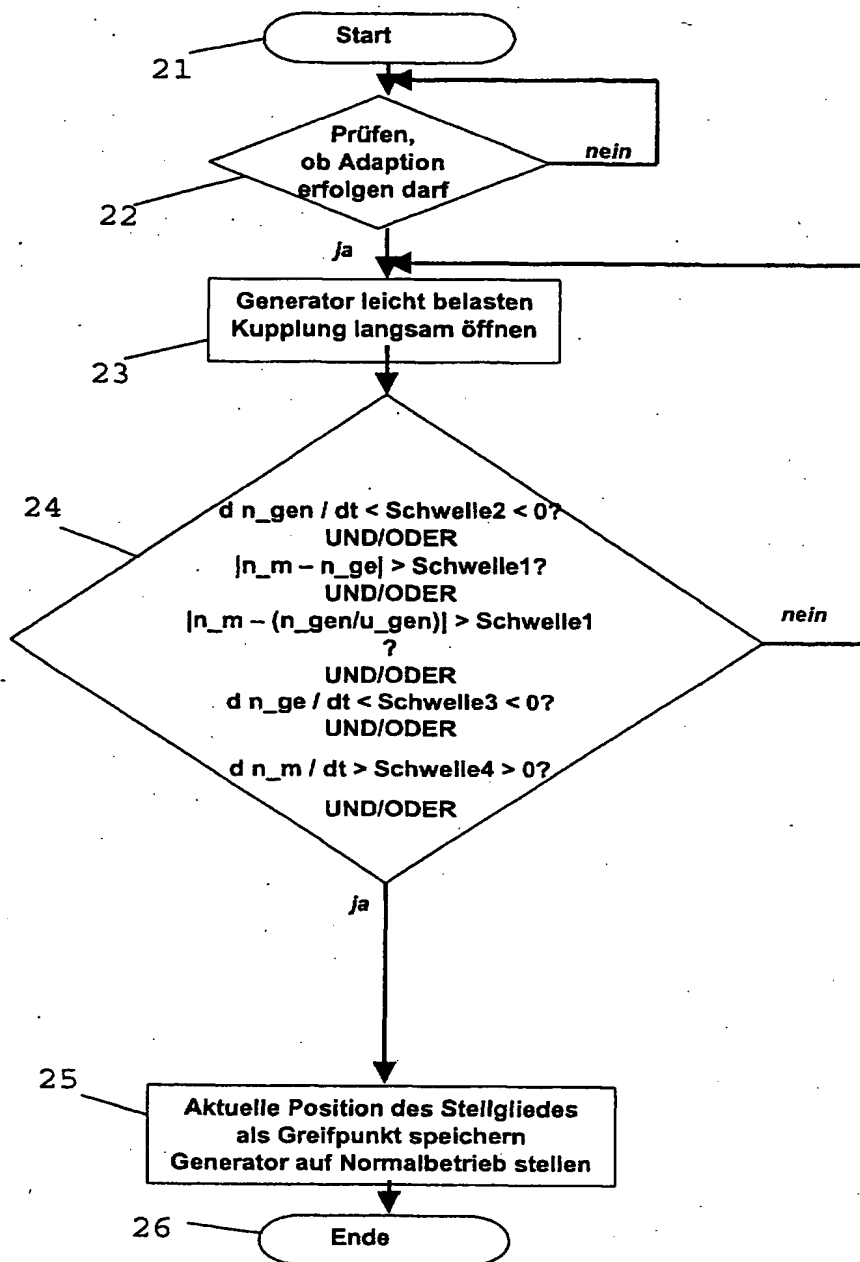 Start
21
Prüfen,
ob Adaption
erfolgen darf
nein
22
ja
Generator leicht belasten
Kupplung langsam öffnen
23
24
d n_gen / dt < Schwelle2 < 0?
UND/ODER
|n_m – n_ge| > Schwelle1?
UND/ODER
|n_m – (n_gen/u_gen)| > Schwelle1
?
UND/ODER
d n_ge / dt < Schwelle3 < 0?
UND/ODER
d n_m / dt > Schwelle4 > 0?
UND/ODER
nein
ja
25
Aktuelle Position des Stellgliedes
als Greifpunkt speichern
Generator auf Normalbetrieb stellen
26
Ende